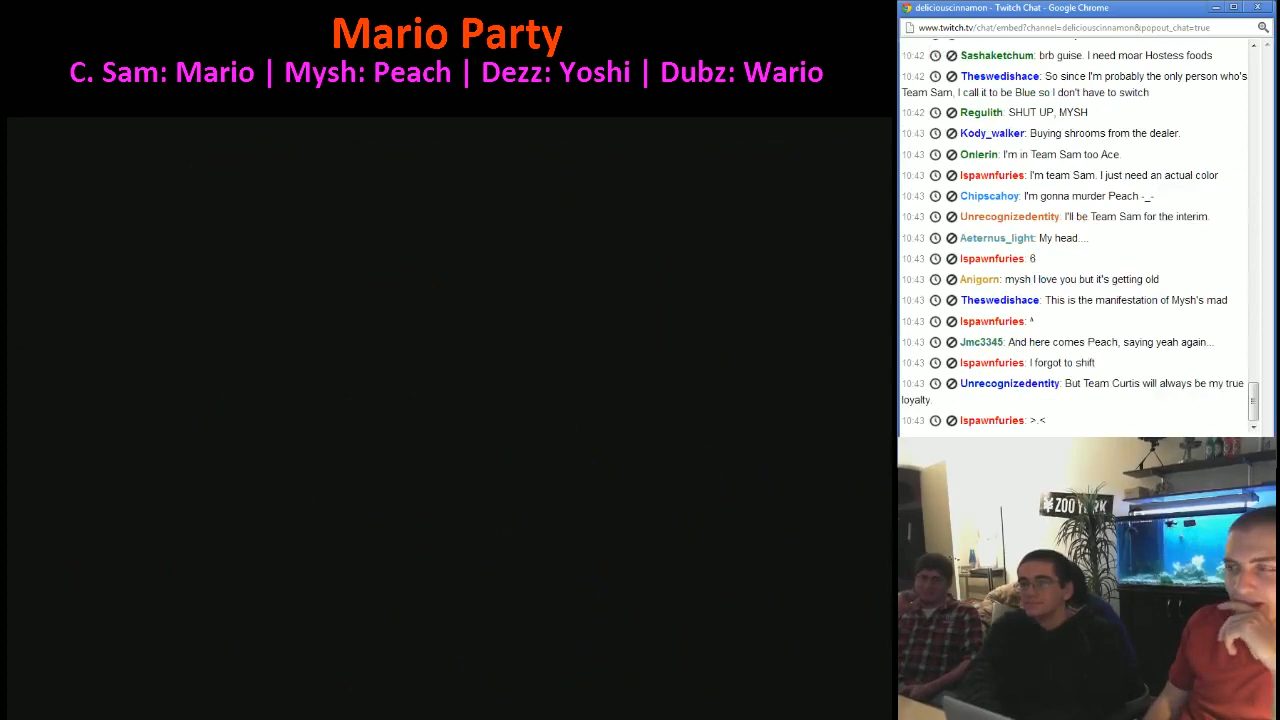 Mario Party
C. Sam: Mario | Mysh: Peach | Dezz: Yoshi | Dubz: Wario
deliciouscinnamon - Twitch Chat - Google Chrome
www.twitch.tv/chat/embed?channel=deliciouscinnamon&popout_chat=true
10:42 Sashaketchum: brb guise. I need moar Hostess foods
10:42 Theswedishace: So since I'm probably the only person who's
Team Sam, I call it to be Blue so I don't have to switch
10:42 Regulith: SHUT UP, MYSH
10:43 Kody_walker: Buying shrooms from the dealer.
10:43 Onlerin: I'm in Team Sam too Ace.
10:43 Ispawnfuries: I'm team Sam. I just need an actual color
10:43 Chipscahoy: I'm gonna murder Peach -_-
10:43 Unrecognizedentity: I'll be Team Sam for the interim.
10:43 Aeternus_light: My head....
10:43 Ispawnfuries: 6
10:43 Anigorn: mysh I love you but it's getting old
10:43 Theswedishace: This is the manifestation of Mysh's mad
10:43 Ispawnfuries: ^
10:43 Jmc3345: And here comes Peach, saying yeah again...
10:43 Ispawnfuries: I forgot to shift
10:43 Unrecognizedentity: But Team Curtis will always be my true
loyalty.
10:43 Ispawnfuries: >.<
ZOO YORK